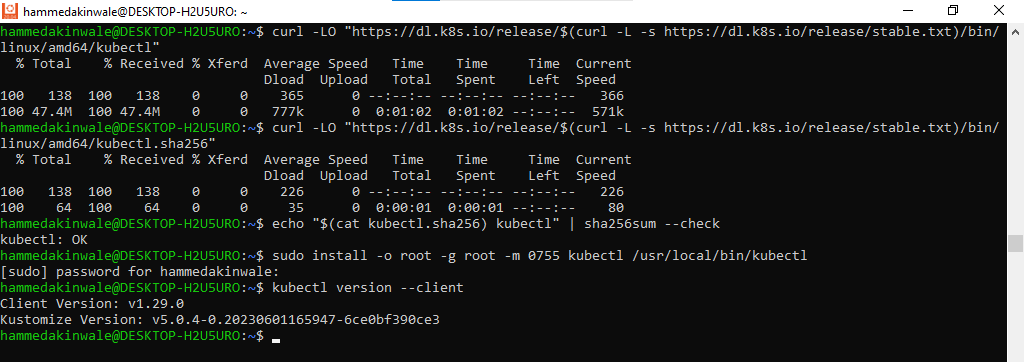 hammedakinwale@DESKTOP-H2U5URO: ~
hammedakinwale@DESKTOP-H2U5URO:~$ curl -LO "https://dl.k8s.io/release/$(curl -L -s https://dl.k8s.io/release/stable.txt)/bin/
linux/amd64/kubectl"
  % Total    % Received % Xferd  Average Speed   Time    Time     Time  Current
                                 Dload  Upload   Total   Spent    Left  Speed
100   138  100   138    0     0    365      0 --:--:-- --:--:-- --:--:--   366
100 47.4M  100 47.4M    0     0   777k      0  0:01:02  0:01:02 --:--:--  571k
hammedakinwale@DESKTOP-H2U5URO:~$ curl -LO "https://dl.k8s.io/release/$(curl -L -s https://dl.k8s.io/release/stable.txt)/bin/
linux/amd64/kubectl.sha256"
  % Total    % Received % Xferd  Average Speed   Time    Time     Time  Current
                                 Dload  Upload   Total   Spent    Left  Speed
100   138  100   138    0     0    226      0 --:--:-- --:--:-- --:--:--   226
100    64  100    64    0     0     35      0  0:00:01  0:00:01 --:--:--    80
hammedakinwale@DESKTOP-H2U5URO:~$ echo "$(cat kubectl.sha256) kubectl" | sha256sum --check
kubectl: OK
hammedakinwale@DESKTOP-H2U5URO:~$ sudo install -o root -g root -m 0755 kubectl /usr/local/bin/kubectl
[sudo] password for hammedakinwale:
hammedakinwale@DESKTOP-H2U5URO:~$ kubectl version --client
Client Version: v1.29.0
Kustomize Version: v5.0.4-0.20230601165947-6ce0bf390ce3
hammedakinwale@DESKTOP-H2U5URO:~$